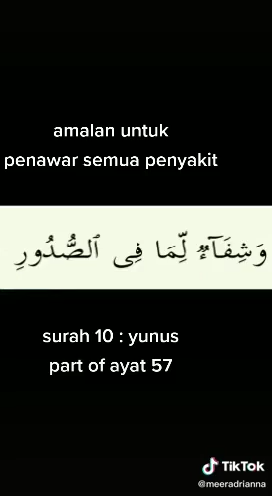 amalan untuk
penawar semua penyakit
وَشِفَآءٌ لِّمَا فِى ٱلصُّدُورِ
surah 10 : yunus
part of ayat 57
TikTok
@meeradrianna